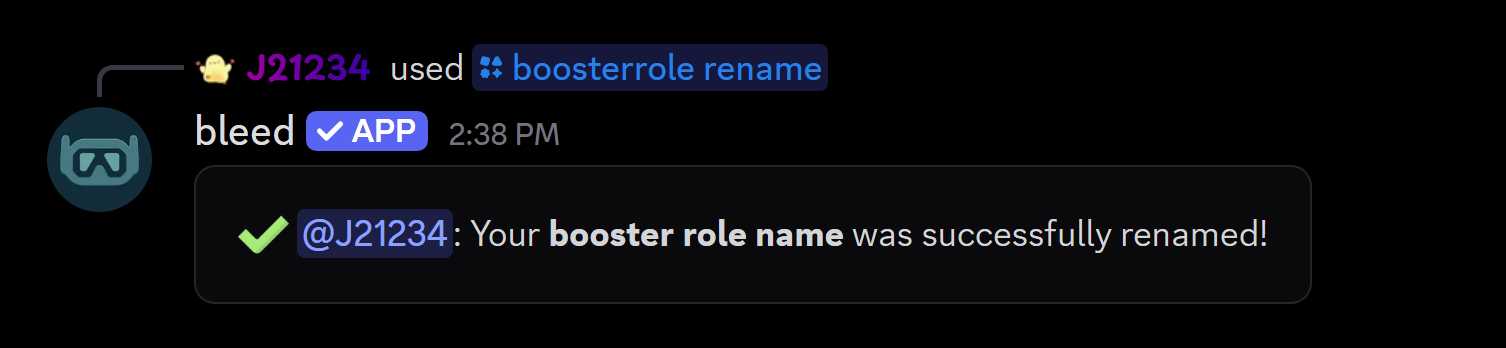 J21234 used boosterrole rename
bleed APP 2:38 PM
@J21234: Your booster role name was successfully renamed!